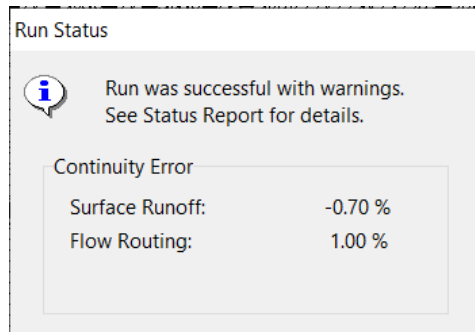 Run Status
Run was successful with warnings.
See Status Report for details.
Continuity Error
Surface Runoff: -0.70 %
Flow Routing: 1.00 %